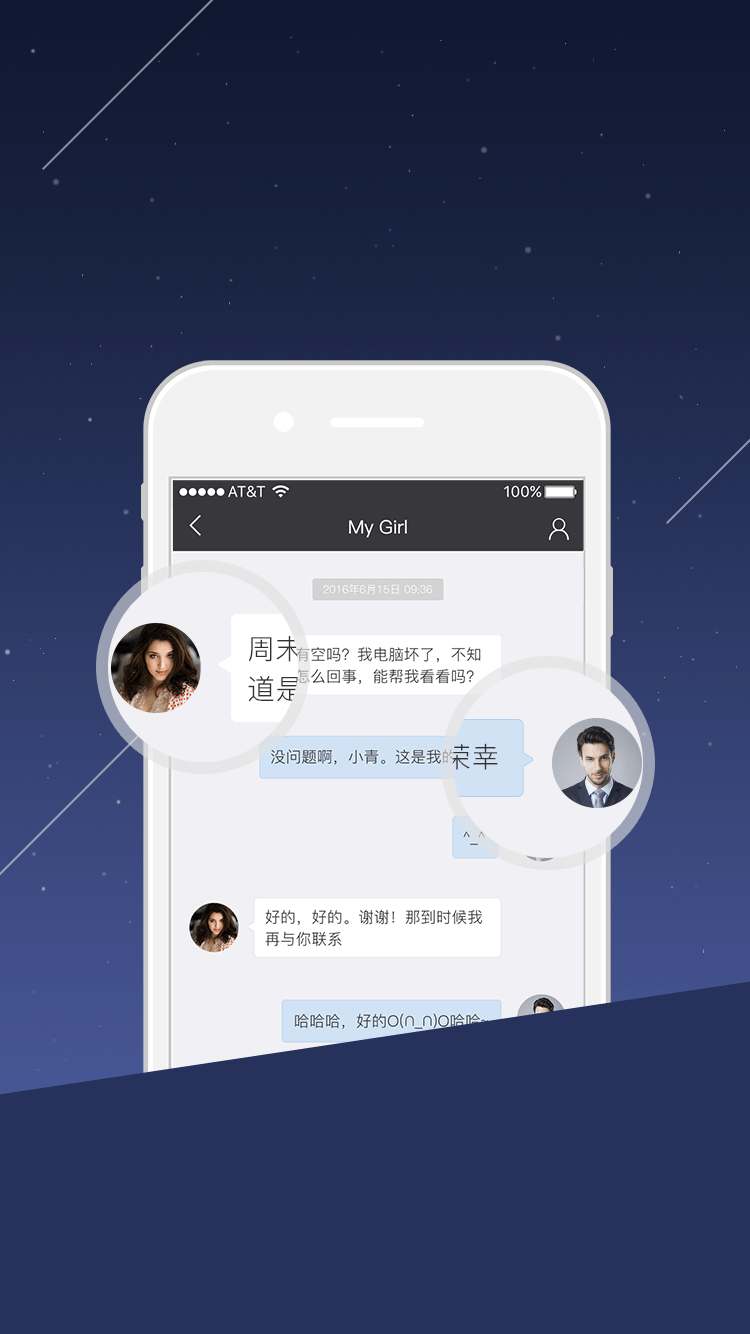 AT&T
100%
My Girl
2016年6月15日 09:36
周末有空吗？我电脑坏了，不知
道是怎么回事，能帮我看看吗？
没问题啊，小青。这是我的荣幸
^_^
好的，好的。谢谢！那到时候我
再与你联系
哈哈哈，好的O(∩_∩)O哈哈~